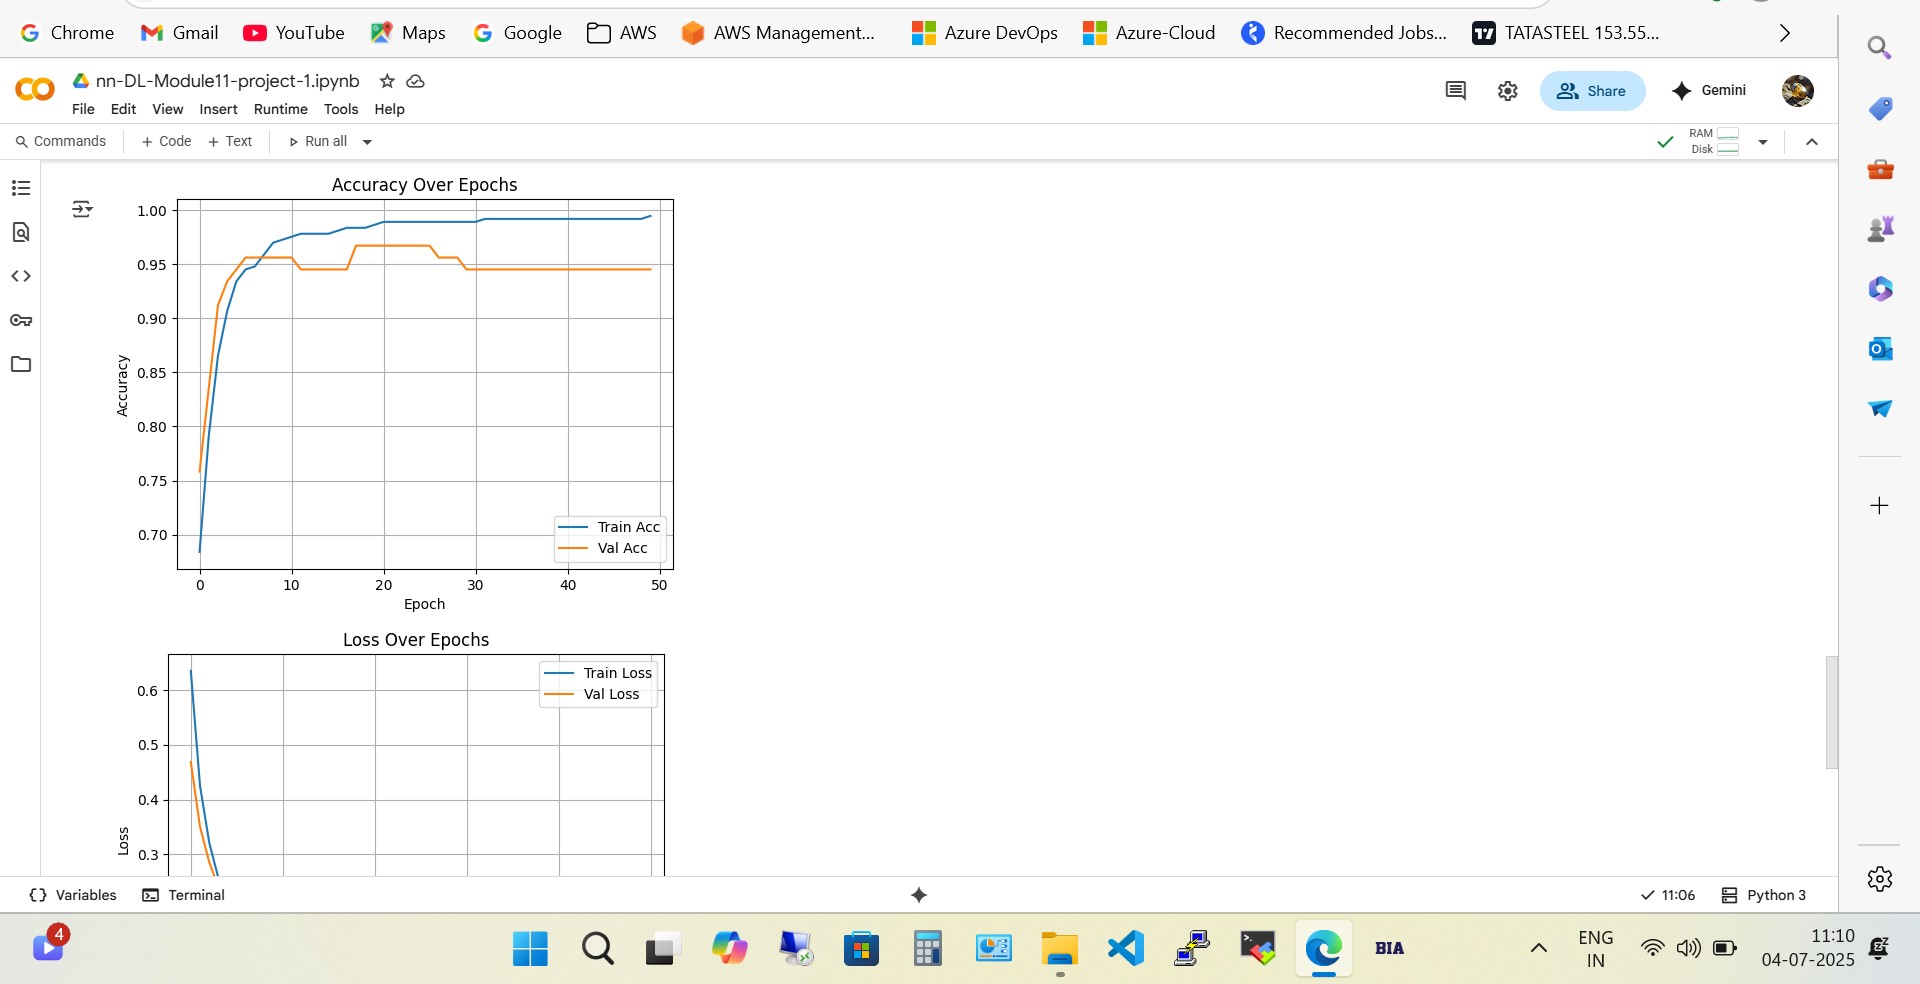 Chrome
Gmail
YouTube
Maps
Google
AWS
AWS Management...
Azure DevOps
Azure-Cloud
Recommended Jobs...
TATASTEEL 153.55...
nn-DL-Module11-project-1.ipynb
File Edit View Insert Runtime Tools Help
Share
Gemini
Commands
+ Code
+ Text
Run all
RAM
Disk
Accuracy Over Epochs
1.00
0.95
0.90
0.85
0.80
0.75
0.70
Accuracy
Train Acc
Val Acc
0 10 20 30 40 50
Epoch
Loss Over Epochs
Train Loss
Val Loss
0.6
0.5
0.4
0.3
Loss
Variables
Terminal
11:06
Python 3
4
BIA
ENG
IN
11:10
04-07-2025